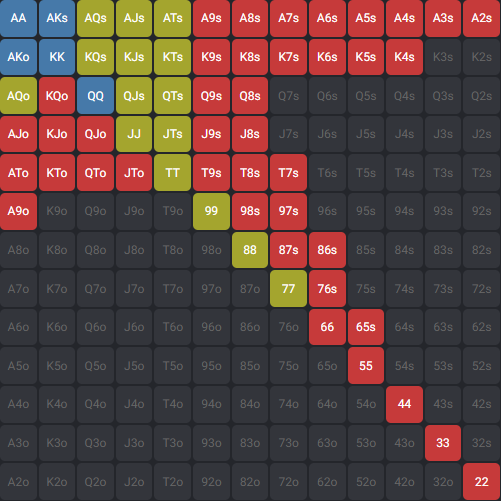 AA AKs AQs AJs ATs A9s A8s A7s A6s A5s A4s A3s A2s
AKo KK KQs KJs KTs K9s K8s K7s K6s K5s K4s K3s K2s
AQo KQo QQ QJs QTs Q9s Q8s Q7s Q6s Q5s Q4s Q3s Q2s
AJo KJo QJo JJ JTs J9s J8s J7s J6s J5s J4s J3s J2s
ATo KTo QTo JTo TT T9s T8s T7s T6s T5s T4s T3s T2s
A9o K9o Q9o J9o T9o 99 98s 97s 96s 95s 94s 93s 92s
A8o K8o Q8o J8o T8o 98o 88 87s 86s 85s 84s 83s 82s
A7o K7o Q7o J7o T7o 97o 87o 77 76s 75s 74s 73s 72s
A6o K6o Q6o J6o T6o 96o 86o 76o 66 65s 64s 63s 62s
A5o K5o Q5o J5o T5o 95o 85o 75o 65o 55 54s 53s 52s
A4o K4o Q4o J4o T4o 94o 84o 74o 64o 54o 44 43s 42s
A3o K3o Q3o J3o T3o 93o 83o 73o 63o 53o 43o 33 32s
A2o K2o Q2o J2o T2o 92o 82o 72o 62o 52o 42o 32o 22